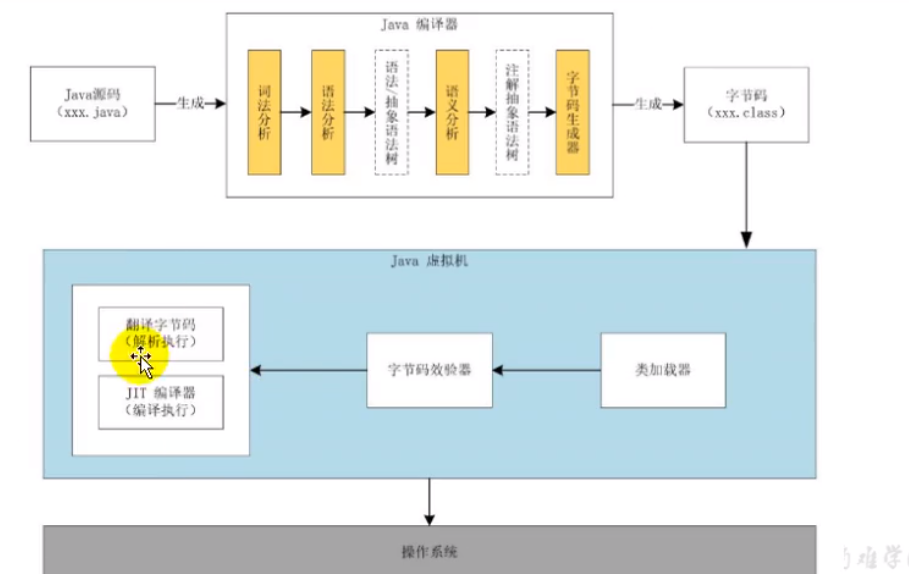 Java 编译器
Java源码
（xxx.java）
生成
词法分析
语法分析
语法/抽象语法树
语义分析
注解抽象语法树
字节码生成器
生成
字节码
（xxx.class）
Java 虚拟机
翻译字节码
（解析执行）
JIT 编译器
（编译执行）
字节码效验器
类加载器
操作系统